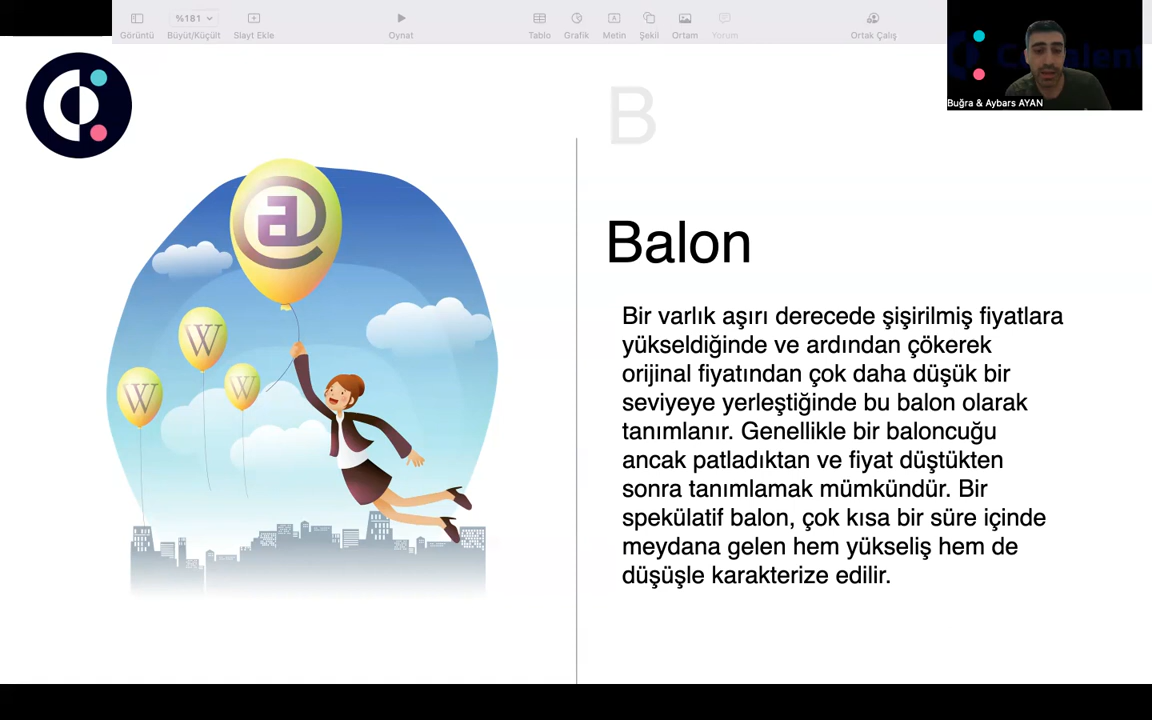 %181
Görüntü
Büyüt/Küçült
Slayt Ekle
Oynat
Tablo
Grafik
Metin
Şekil
Ortam
Yorum
Ortak Çalış
Buğra & Aybars AYAN
B
@
W
W
W
Balon
Bir varlık aşırı derecede şişirilmiş fiyatlara
yükseldiğinde ve ardından çökerek
orijinal fiyatından çok daha düşük bir
seviyeye yerleştiğinde bu balon olarak
tanımlanır. Genellikle bir baloncuğu
ancak patladıktan ve fiyat düştükten
sonra tanımlamak mümkündür. Bir
spekülatif balon, çok kısa bir süre içinde
meydana gelen hem yükseliş hem de
düşüşle karakterize edilir.